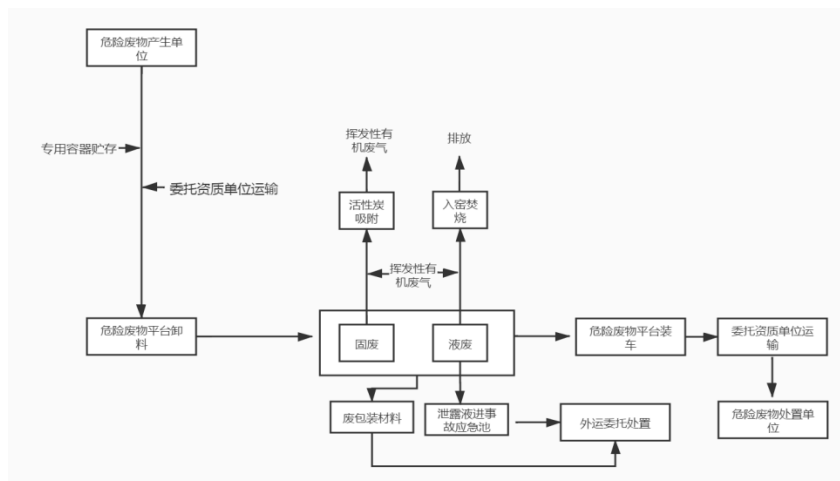 危险废物产生单
位
专用容器贮存
委托资质单位运输
挥发性有
机废气
排放
活性炭
吸附
入窑焚
烧
挥发性有
机废气
危险废物平台卸
料
固废
液废
危险废物平台装
车
委托资质单位运
输
废包装材料
泄露液进事
故应急池
外运委托处置
危险废物处置单
位